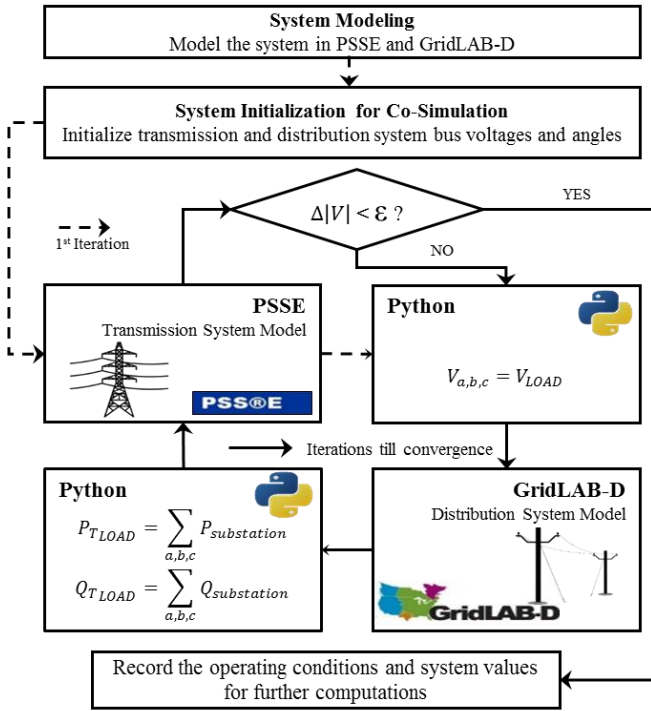 System Modeling
Model the system in PSSE and GridLAB-D
System Initialization for Co-Simulation
Initialize transmission and distribution system bus voltages and angles
Δ|V| < ε ?
YES
NO
1st Iteration
PSSE
Transmission System Model
PSS®E
Python
V_{a,b,c} = V_{LOAD}
Iterations till convergence
Python
P_{T_{LOAD}} = ∑_{a,b,c} P_{substation}
Q_{T_{LOAD}} = ∑_{a,b,c} Q_{substation}
GridLAB-D
Distribution System Model
GridLAB-D
Record the operating conditions and system values
for further computations